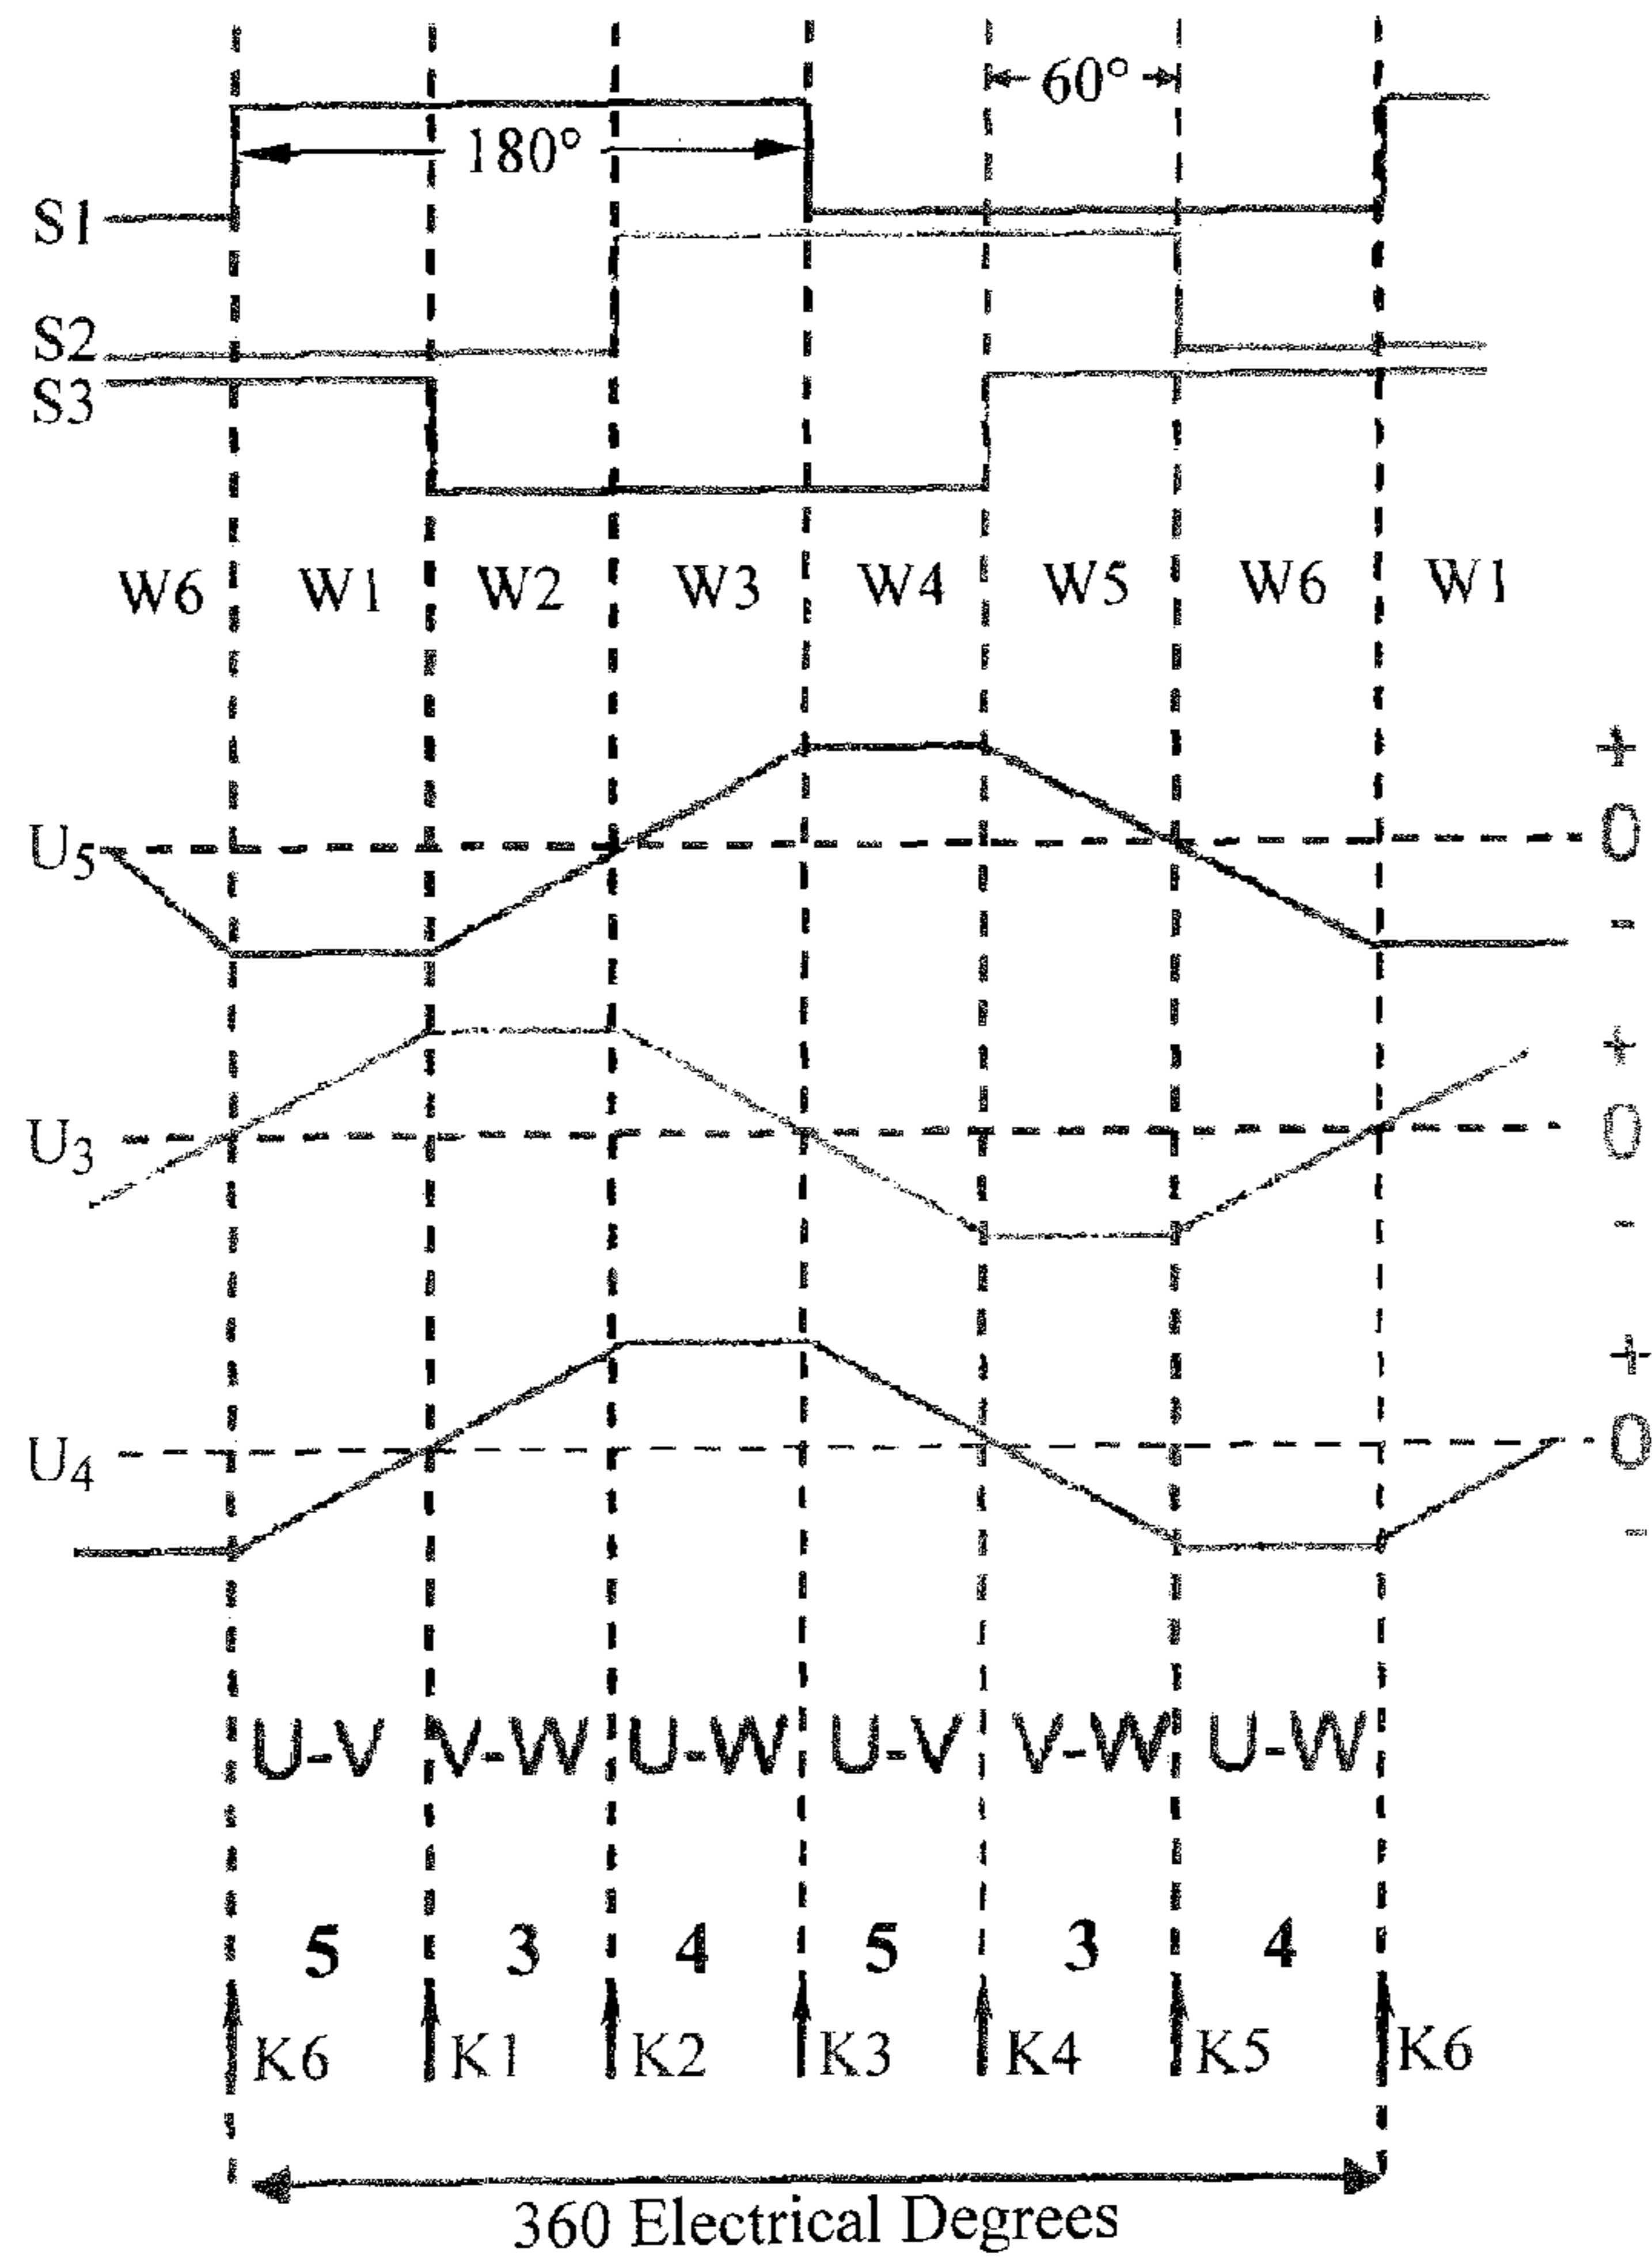 60°
180°
S1
S2
S3
W6 W1 W2 W3 W4 W5 W6 W1
+
U5 0
-
+
U3 0
-
+
U4 0
-
U-V V-W U-W U-V V-W U-W
5 3 4 5 3 4
K6 K1 K2 K3 K4 K5 K6
360 Electrical Degrees